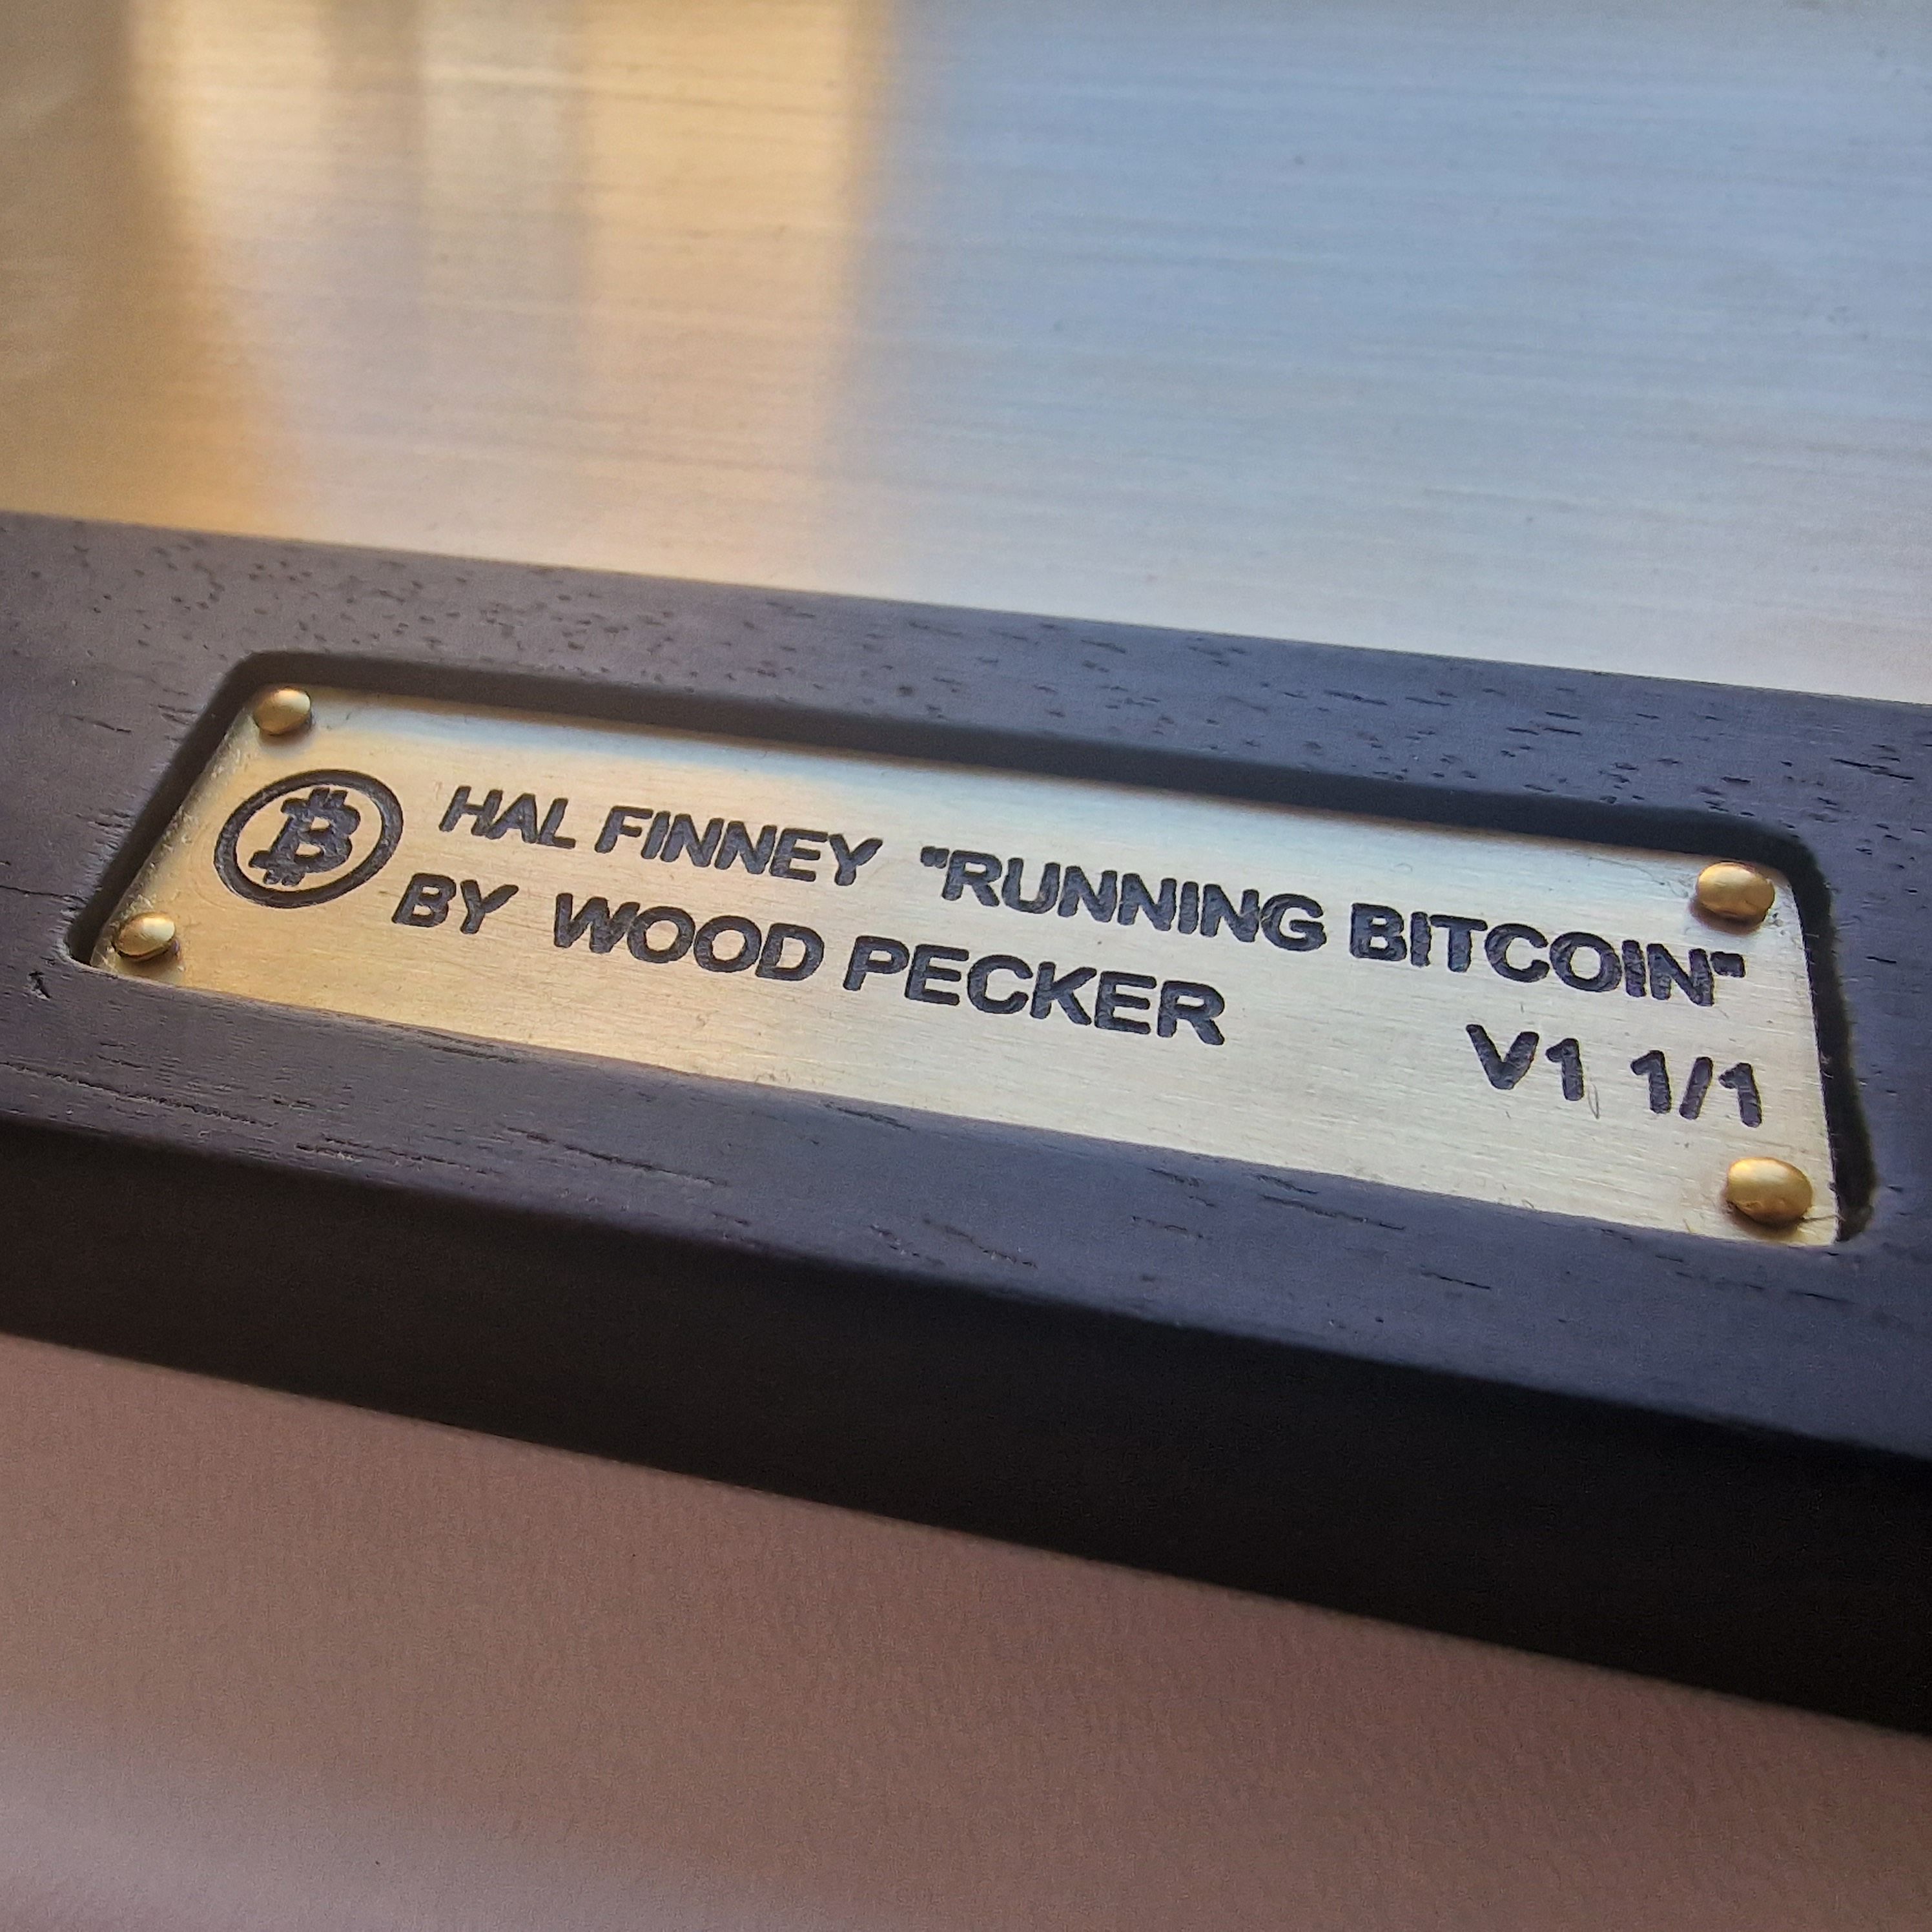 HAL FINNEY "RUNNING BITCOIN"
BY WOOD PECKER
V1 1/1